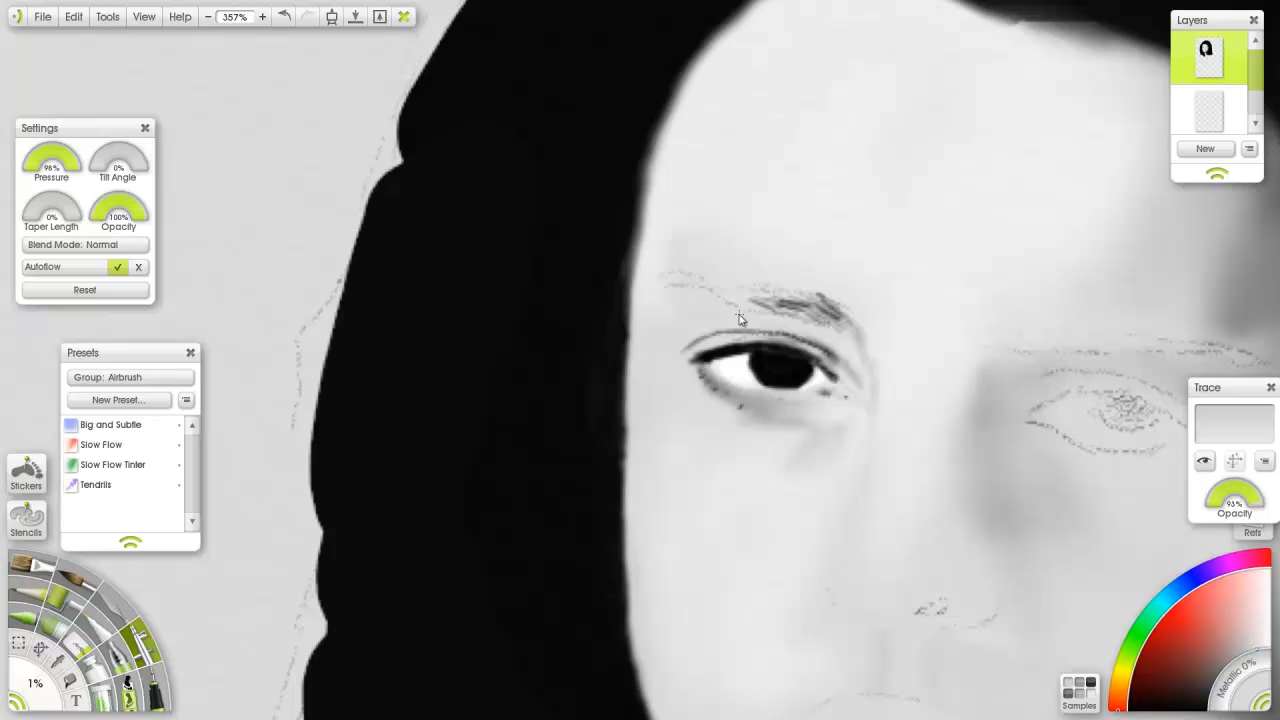 File Edit Tools View Help 357%
Layers
New
Settings
98% 0%
Pressure Tilt Angle
0% 100%
Taper Length Opacity
Blend Mode: Normal
Autoflow X
Reset
Presets
Group: Airbrush
New Preset...
Big and Subtle
Slow Flow
Slow Flow Tinter
Tendrils
Stickers
Stencils
1%
T
Trace
93%
Opacity
Refs
Metallic 0%
Samples